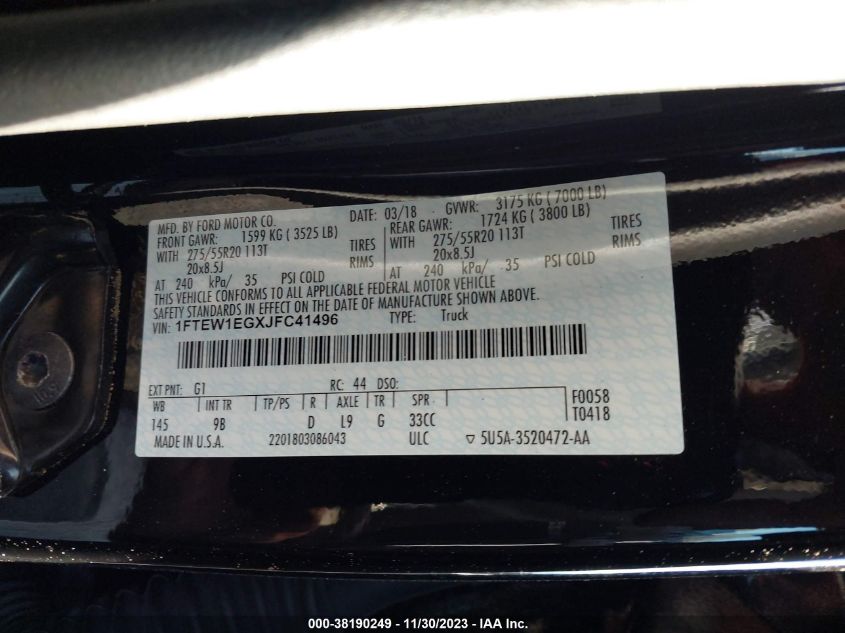 MFD. BY FORD MOTOR CO.
DATE: 03/18 GVWR: 3175 KG ( 7000 LB)
FRONT GAWR: 1599 KG ( 3525 LB)
REAR GAWR: 1724 KG ( 3800 LB)
WITH 275/55R20 113T TIRES
WITH 275/55R20 113T TIRES
20x8.5J RIMS
20x8.5J RIMS
AT 240 kPa/ 35 PSI COLD
AT 240 kPa/ 35 PSI COLD
THIS VEHICLE CONFORMS TO ALL APPLICABLE FEDERAL MOTOR VEHICLE
SAFETY STANDARDS IN EFFECT ON THE DATE OF MANUFACTURE SHOWN ABOVE.
VIN: 1FTEW1EGXJFC41496 TYPE: Truck
EXT PNT: G1 RC: 44 DSO: F0058
WB INT TR TP/PS R AXLE TR SPR T0418
145 9B D L9 G 33CC
MADE IN U.S.A. 2201803086043 ULC ▽ 5U5A-3520472-AA
000-38190249 - 11/30/2023 - IAA Inc.